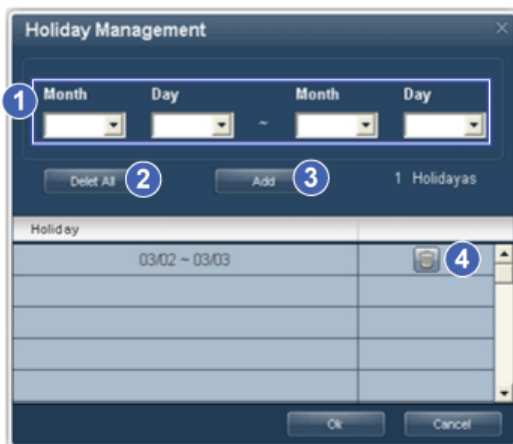 Holiday Management
1 Month Day ~ Month Day
Delet All 2 Add 3 1 Holidayas
Holiday
03/02 ~ 03/03 4
Ok Cancel